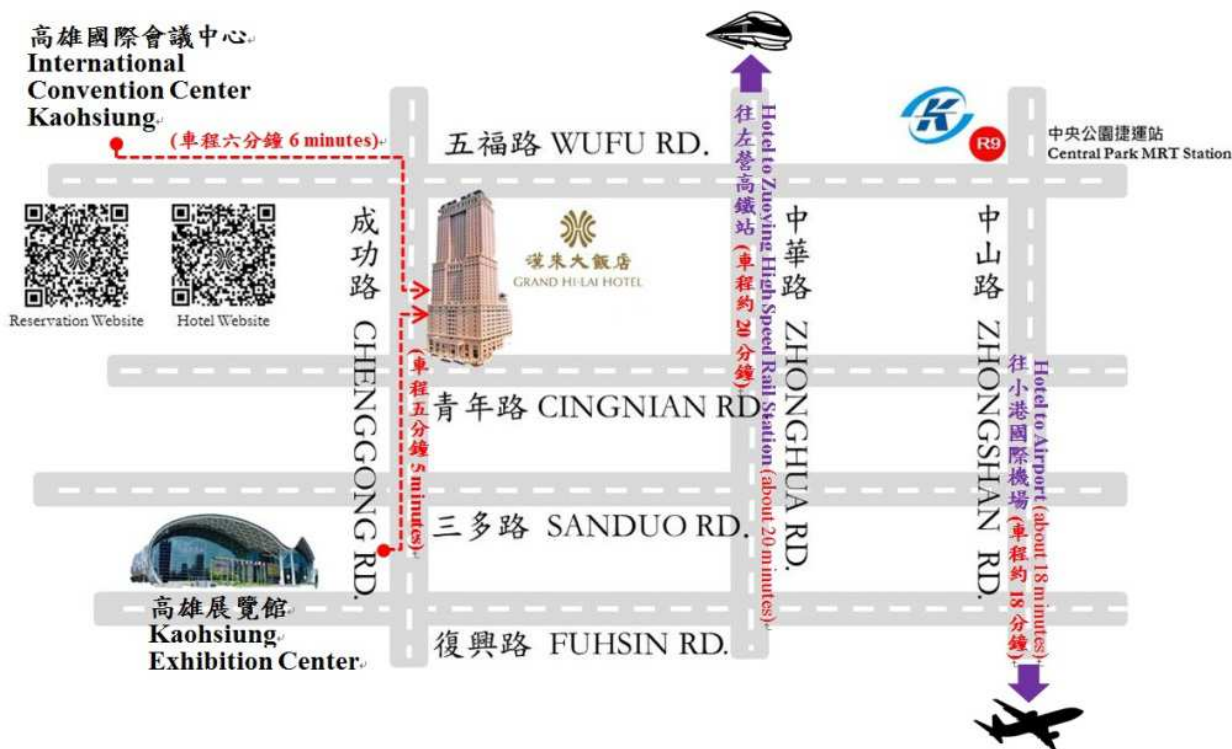 高雄國際會議中心
International
Convention Center
Kaohsiung
(車程六分鐘 6 minutes)
五福路 WUFU RD.
K
R9
中央公園捷運站
Central Park MRT Station
Reservation Website
Hotel Website
成功路 CHENGGONG RD.
漢來大飯店
GRAND HI-LAI HOTEL
Hotel to Zuoying High Speed Rail Station (about 20 minutes)
往左營高鐵站 (車程約20分鐘)
中華路 ZHONGHUA RD.
中山路 ZHONGSHAN RD.
Hotel to Airport (about 18 minutes)
往小港國際機場 (車程約 18 分鐘)
(車程五分鐘 5 minutes)
青年路 CINGNIAN RD.
三多路 SANDUO RD.
高雄展覽館
Kaohsiung
Exhibition Center
復興路 FUHSIN RD.